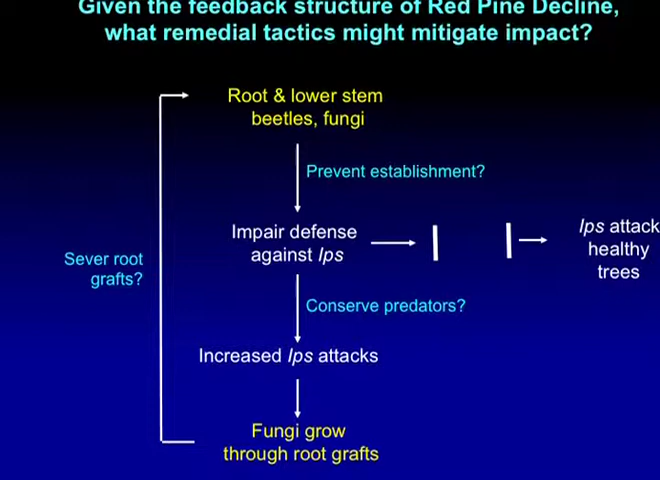 Given the feedback structure of Red Pine Decline,
what remedial tactics might mitigate impact?
Root & lower stem
beetles, fungi
Prevent establishment?
Impair defense
against Ips
Ips attack
healthy
trees
Sever root
grafts?
Conserve predators?
Increased Ips attacks
Fungi grow
through root grafts